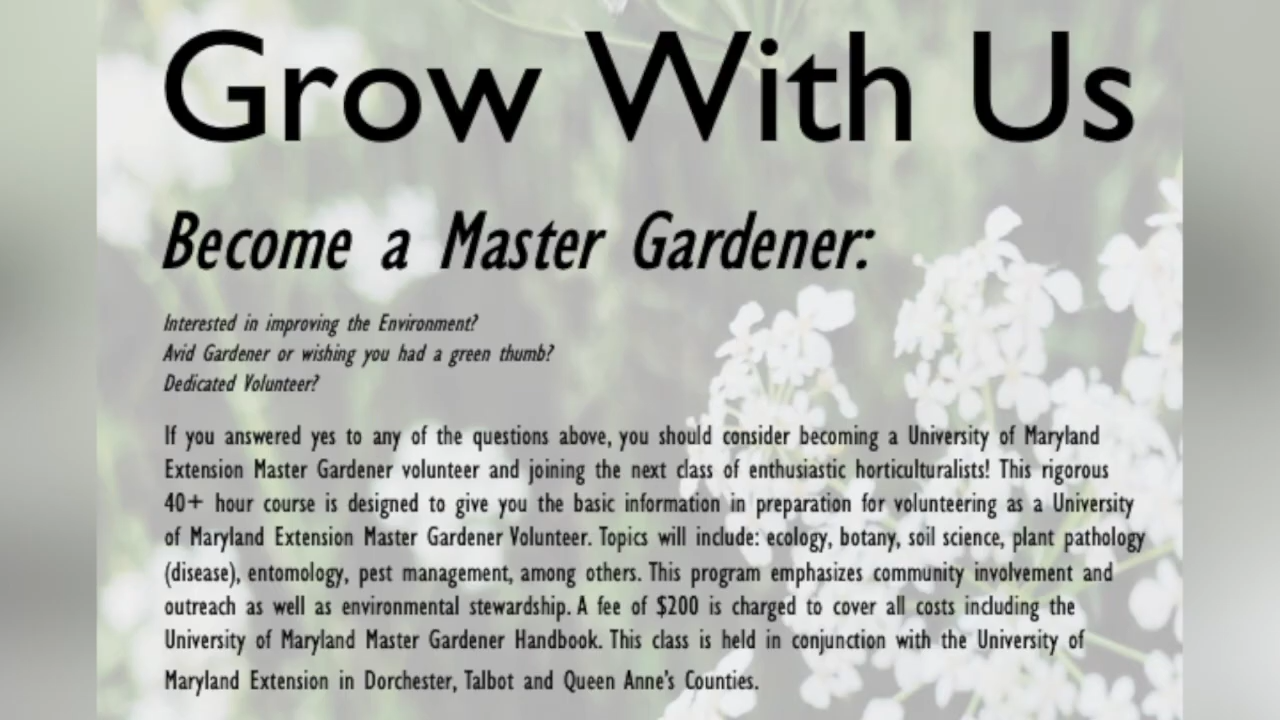 Grow With Us
Become a Master Gardener:
Interested in improving the Environment?
Avid Gardener or wishing you had a green thumb?
Dedicated Volunteer?
If you answered yes to any of the questions above, you should consider becoming a University of Maryland
Extension Master Gardener volunteer and joining the next class of enthusiastic horticulturalists! This rigorous
40+ hour course is designed to give you the basic information in preparation for volunteering as a University
of Maryland Extension Master Gardener Volunteer. Topics will include: ecology, botany, soil science, plant pathology
(disease), entomology, pest management, among others. This program emphasizes community involvement and
outreach as well as environmental stewardship. A fee of $200 is charged to cover all costs including the
University of Maryland Master Gardener Handbook. This class is held in conjunction with the University of
Maryland Extension in Dorchester, Talbot and Queen Anne's Counties.